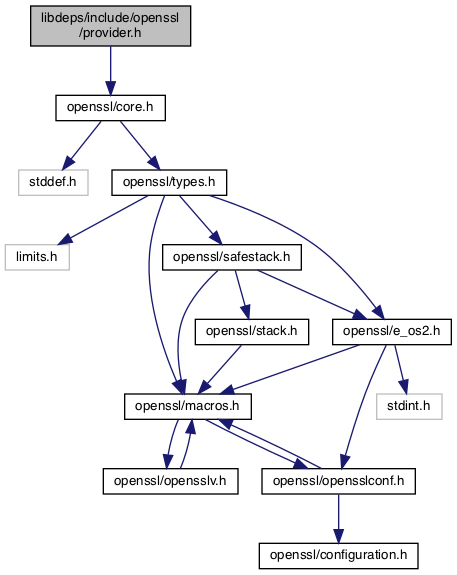 libdeps/include/openssl
/provider.h
openssl/core.h
stddef.h
openssl/types.h
limits.h
openssl/safestack.h
openssl/stack.h
openssl/e_os2.h
openssl/macros.h
stdint.h
openssl/opensslv.h
openssl/opensslconf.h
openssl/configuration.h